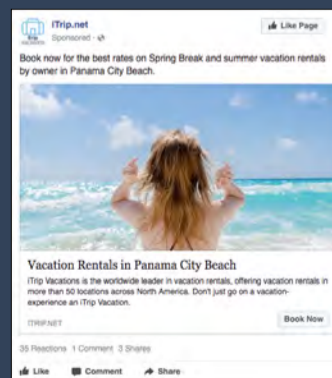 iTrip.net
Like Page
Sponsored ·
Book now for the best rates on Spring Break and summer vacation rentals
by owner in Panama City Beach.
Vacation Rentals in Panama City Beach
iTrip Vacations is the worldwide leader in vacation rentals, offering vacation rentals in
more than 50 locations across North America. Don't just go on a vacation-
experience an iTrip Vacation.
ITRIP.NET
Book Now
35 Reactions 1 Comment 3 Shares
Like Comment Share